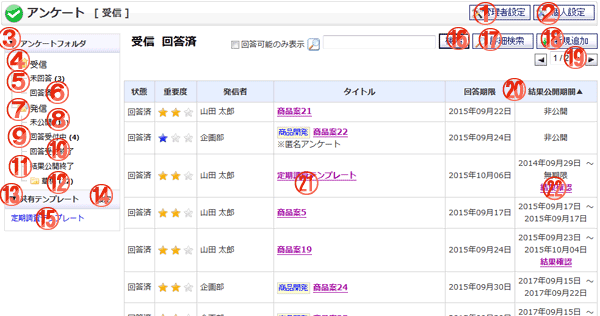 アンケート [ 受信 ]
① 管理者設定 ② 個人設定
③ アンケートフォルダ
④ 受信
⑤ 未回答 (3)
⑥ 回答済
⑦ 発信
⑧ 未公開
⑨ 回答受付中 (4)
⑩ 回答受付終了
⑪ 結果公開終了
⑫
⑬ 共有テンプレート ⑭
⑮ 定期調査テンプレート
受信 回答済
回答可能のみ表示 ⑯ ⑰ 詳細検索 ⑱
⑲
状態 重要度 発信者 タイトル 回答期限 ⑳ 結果公開期間▲
回答済 山田 太郎 商品案21 2015年09月22日 非公開
回答済 企画部 商品開発 商品案22 2015年09月24日 非公開
※匿名アンケート
回答済 山田 太郎 定期調査テンプレート ㉑ 2015年10月06日 2014年09月29日 ～
無期限
結果確認 ㉒
回答済 山田 太郎 商品案5 2015年09月17日 2015年09月17日 ～
2015年09月17日
回答済 山田 太郎 商品案19 2015年09月24日 2015年09月23日 ～
2015年10月04日
結果確認
回答済 企画部 商品開発 商品案24 2015年09月30日 2017年09月15日 ～
2017年09月22日
2017年09月15日 ～